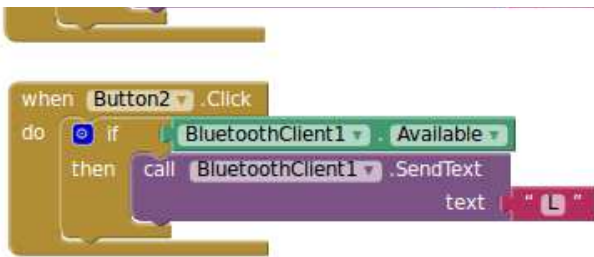 when Button2 .Click
do if BluetoothClient1 . Available
then call BluetoothClient1 .SendText
text " L "